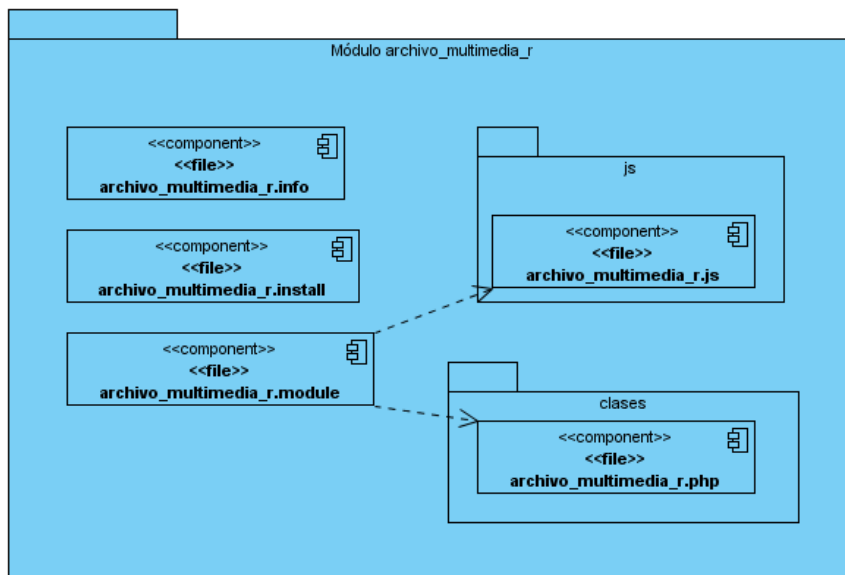 Módulo archivo_multimedia_r
<<component>>
<<file>>
archivo_multimedia_r.info
<<component>>
<<file>>
archivo_multimedia_r.install
<<component>>
<<file>>
archivo_multimedia_r.module
js
<<component>>
<<file>>
archivo_multimedia_r.js
clases
<<component>>
<<file>>
archivo_multimedia_r.php